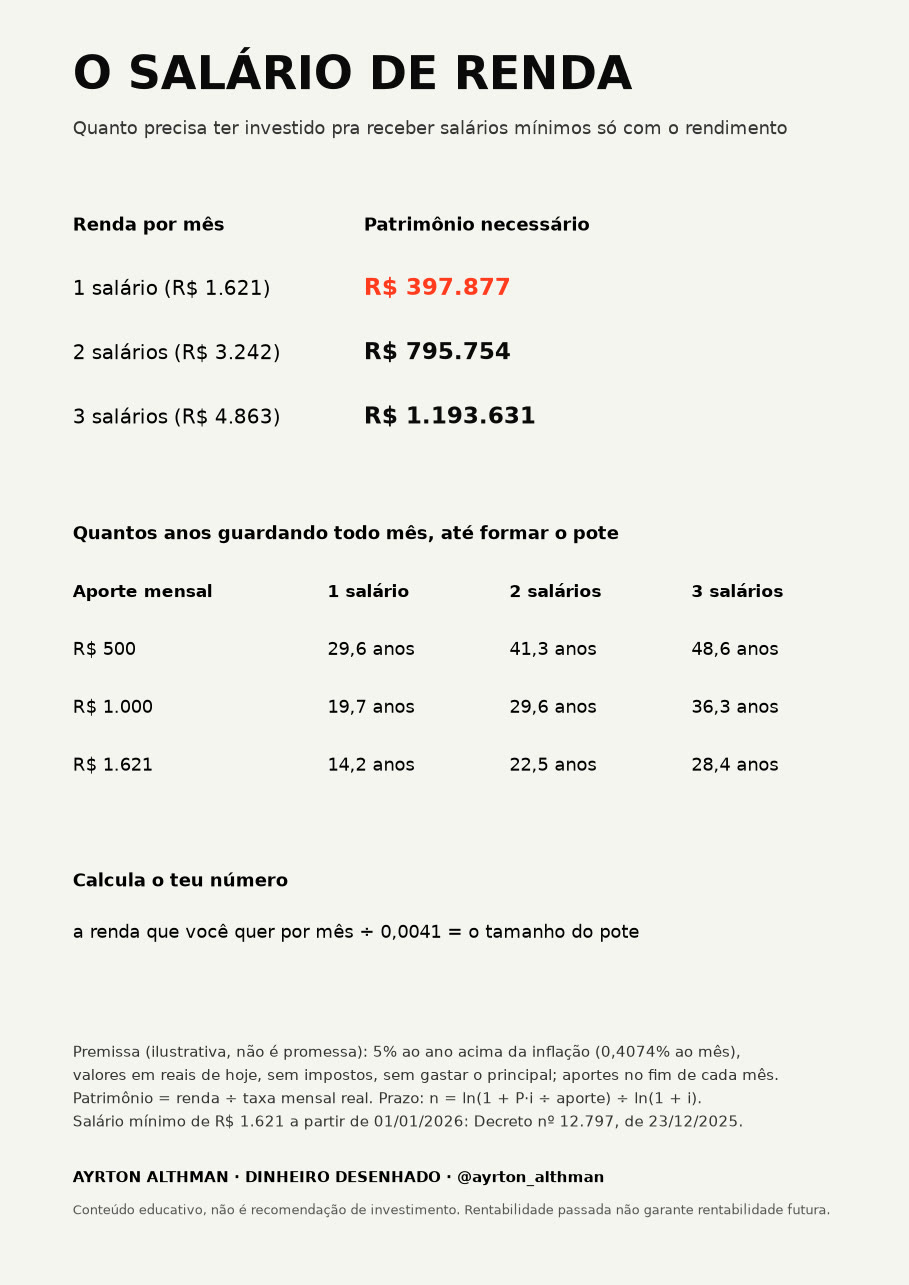 O SALÁRIO DE RENDA
Quanto precisa ter investido pra receber salários mínimos só com o rendimento
Renda por mês Patrimônio necessário
1 salário (R$ 1.621) R$ 397.877
2 salários (R$ 3.242) R$ 795.754
3 salários (R$ 4.863) R$ 1.193.631
Quantos anos guardando todo mês, até formar o pote
Aporte mensal 1 salário 2 salários 3 salários
R$ 500 29,6 anos 41,3 anos 48,6 anos
R$ 1.000 19,7 anos 29,6 anos 36,3 anos
R$ 1.621 14,2 anos 22,5 anos 28,4 anos
Calcula o teu número
a renda que você quer por mês ÷ 0,0041 = o tamanho do pote
Premissa (ilustrativa, não é promessa): 5% ao ano acima da inflação (0,4074% ao mês),
valores em reais de hoje, sem impostos, sem gastar o principal; aportes no fim de cada mês.
Patrimônio = renda ÷ taxa mensal real. Prazo: n = ln(1 + P·i ÷ aporte) ÷ ln(1 + i).
Salário mínimo de R$ 1.621 a partir de 01/01/2026: Decreto nº 12.797, de 23/12/2025.
AYRTON ALTHMAN · DINHEIRO DESENHADO · @ayrton_althman
Conteúdo educativo, não é recomendação de investimento. Rentabilidade passada não garante rentabilidade futura.